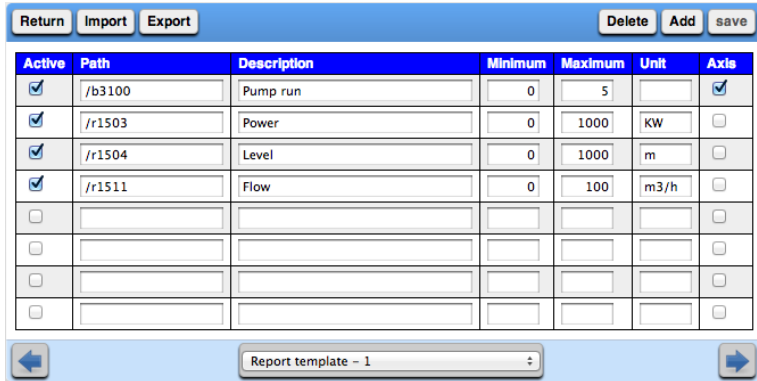 Return Import Export Delete Add save
Active Path Description Minimum Maximum Unit Axis
/b3100 Pump run 0 5
/r1503 Power 0 1000 KW
/r1504 Level 0 1000 m
/r1511 Flow 0 100 m3/h
Report template - 1